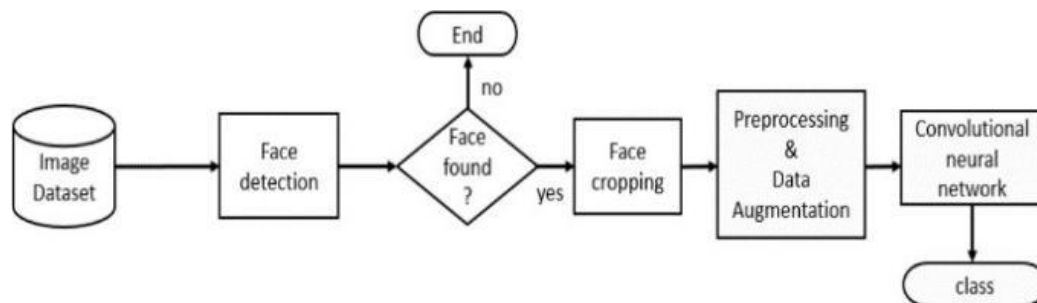 End
no
Image
Dataset
Face
detection
Face
found
?
yes
Face
cropping
Preprocessing
&
Data
Augmentation
Convolutional
neural
network
class